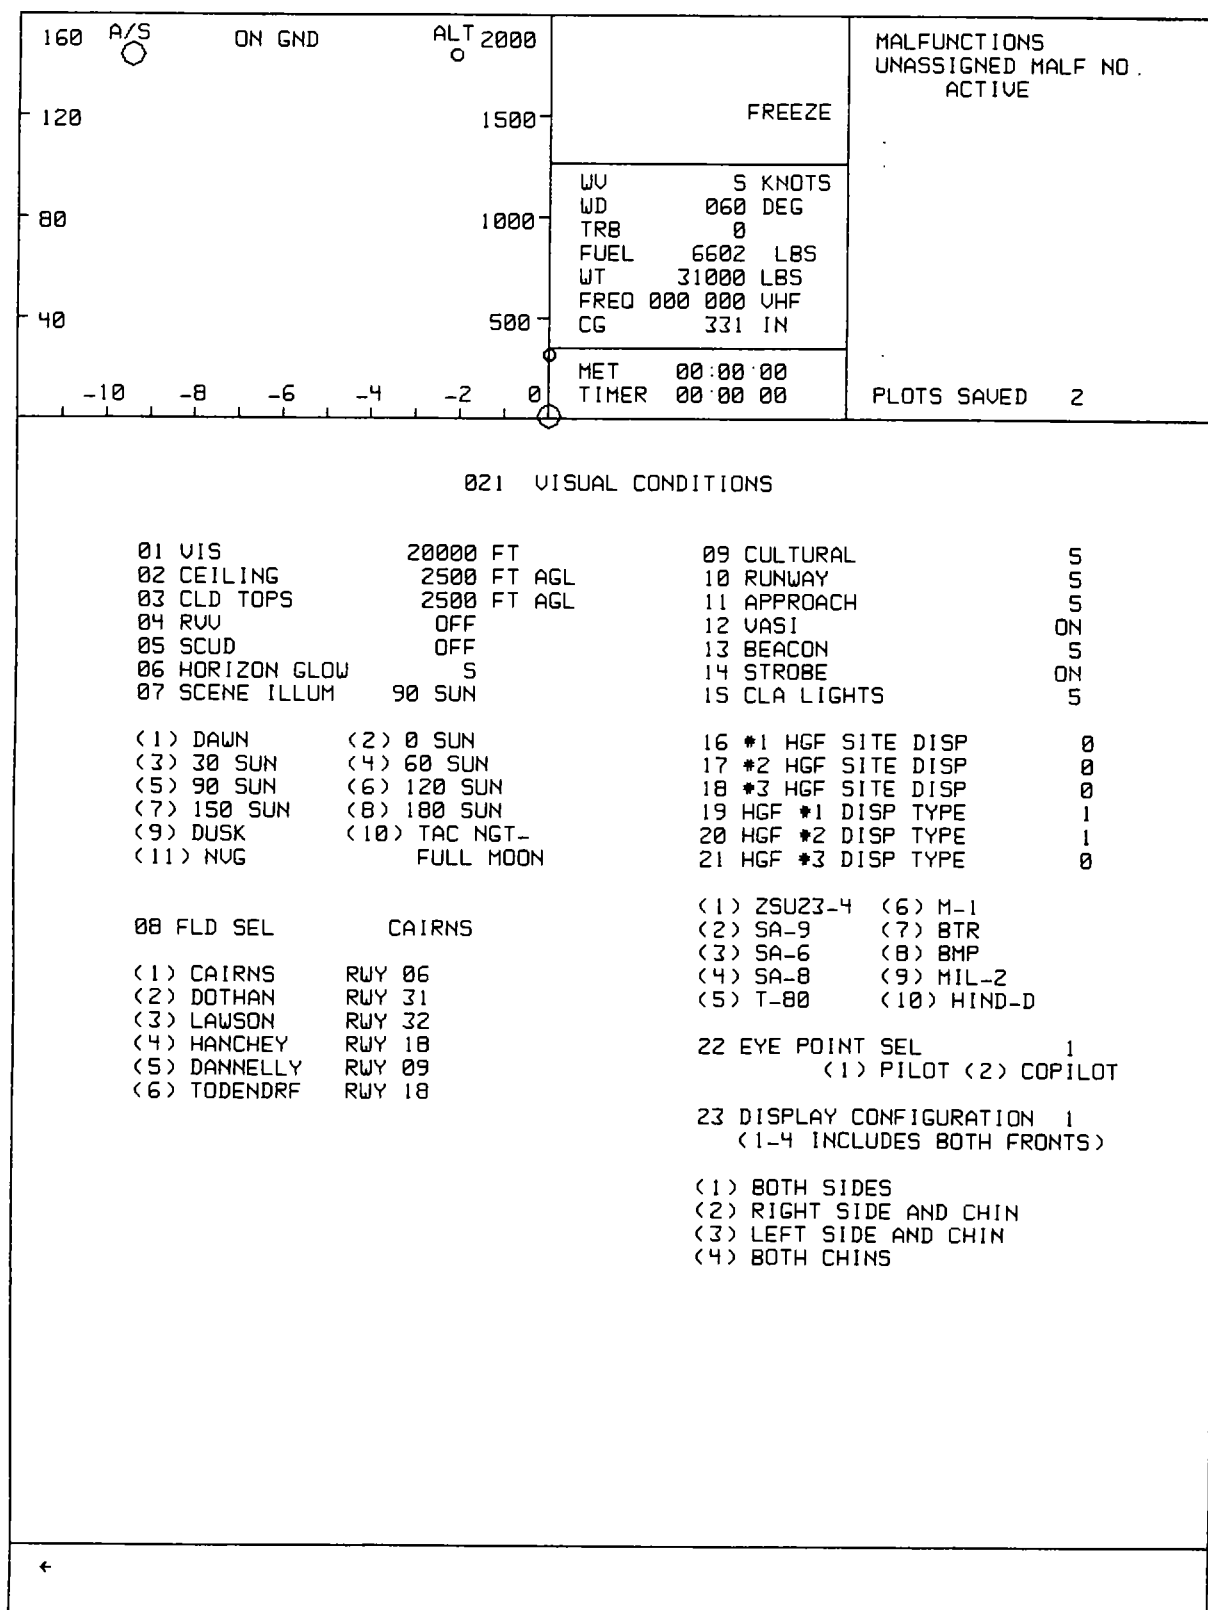 160 A/S ON GND ALT 2000
120 1500
80 1000
40 500
-10 -8 -6 -4 -2 0
FREEZE
WV 5 KNOTS
WD 060 DEG
TRB 0
FUEL 6602 LBS
WT 31000 LBS
FREQ 000 000 VHF
CG 331 IN
MET 00:00:00
TIMER 00:00 00
MALFUNCTIONS
UNASSIGNED MALF NO.
ACTIVE
PLOTS SAVED 2
021 VISUAL CONDITIONS
01 VIS 20000 FT
02 CEILING 2500 FT AGL
03 CLD TOPS 2500 FT AGL
04 RVV OFF
05 SCUD OFF
06 HORIZON GLOW 5
07 SCENE ILLUM 90 SUN
(1) DAWN (2) 0 SUN
(3) 30 SUN (4) 60 SUN
(5) 90 SUN (6) 120 SUN
(7) 150 SUN (8) 180 SUN
(9) DUSK (10) TAC NGT-
(11) NVG FULL MOON
08 FLD SEL CAIRNS
(1) CAIRNS RWY 06
(2) DOTHAN RWY 31
(3) LAWSON RWY 32
(4) HANCHEY RWY 18
(5) DANNELLY RWY 09
(6) TODENDRF RWY 18
09 CULTURAL 5
10 RUNWAY 5
11 APPROACH 5
12 VASI ON
13 BEACON 5
14 STROBE ON
15 CLA LIGHTS 5
16 #1 HGF SITE DISP 0
17 #2 HGF SITE DISP 0
18 #3 HGF SITE DISP 0
19 HGF #1 DISP TYPE 1
20 HGF #2 DISP TYPE 1
21 HGF #3 DISP TYPE 0
(1) ZSU23-4 (6) M-1
(2) SA-9 (7) BTR
(3) SA-6 (8) BMP
(4) SA-8 (9) MIL-2
(5) T-80 (10) HIND-D
22 EYE POINT SEL 1
(1) PILOT (2) COPILOT
23 DISPLAY CONFIGURATION 1
(1-4 INCLUDES BOTH FRONTS)
(1) BOTH SIDES
(2) RIGHT SIDE AND CHIN
(3) LEFT SIDE AND CHIN
(4) BOTH CHINS
←